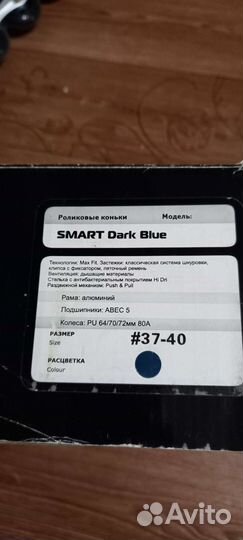 Роликовые коньки
Модель:
SMART Dark Blue
Технологии: Max Fit. Застежки: классическая система шнуровки,
клипса с фиксатором, пяточный ремень
Вентиляция: дышащие материалы
Стелька с антибактериальным покрытием Hi Dri
Раздвижной механизм: Push & Pull
Рама: алюминий
Подшипники: ABEC 5
Колеса: PU 64/70/72мм 80A
РАЗМЕР
Size
#37-40
РАСЦВЕТКА
Colour
Avito